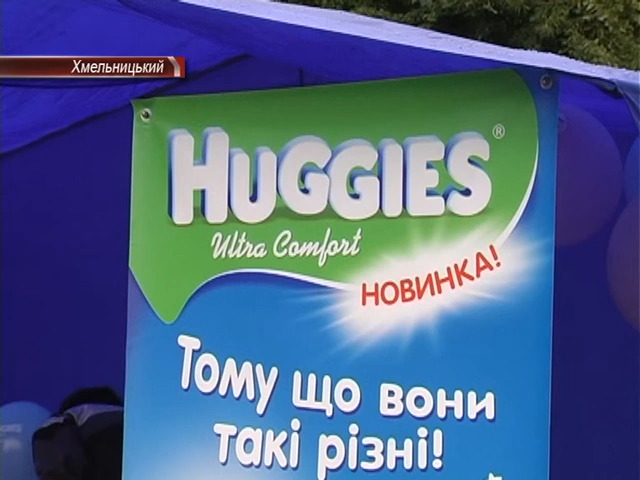 Хмельницький
HUGGIES®
Ultra Comfort
НОВИНКА!
Тому що вони
такі різні!